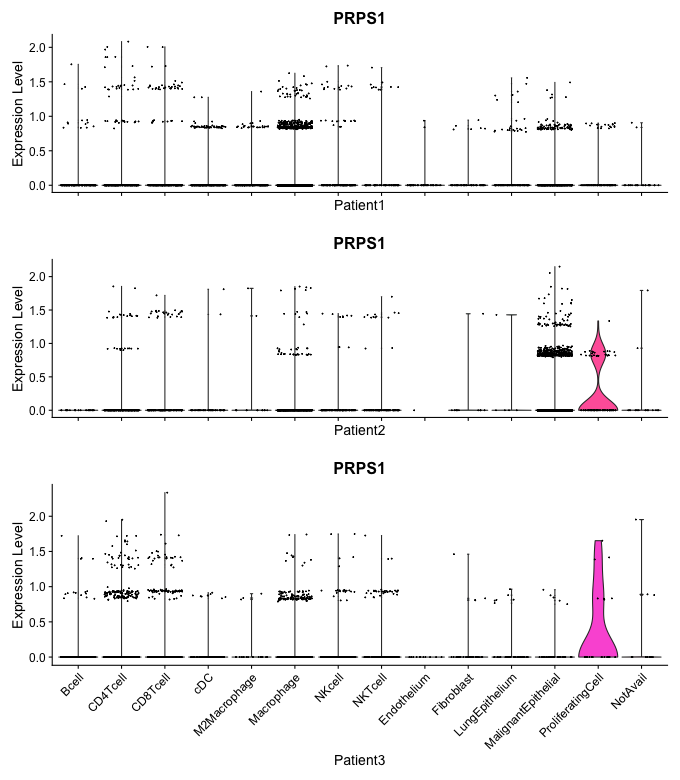 PRPS1
Expression Level
2.0
1.5
1.0
0.5
0.0
Patient1
PRPS1
Expression Level
2.0
1.5
1.0
0.5
0.0
Patient2
PRPS1
Expression Level
2.0
1.5
1.0
0.5
0.0
Bcell
CD4Tcell
CD8Tcell
cDC
M2Macrophage
Macrophage
NKcell
NKTcell
Endothelium
Fibroblast
LungEpithelium
MalignantEpithelial
ProliferatingCell
NotAvail
Patient3